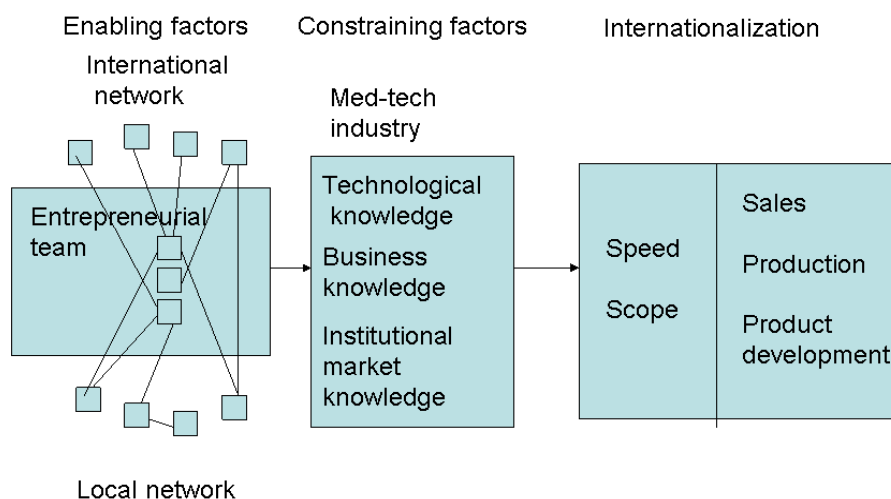 Enabling factors
International
network
Entrepreneurial
team
Local network
Constraining factors
Med-tech
industry
Technological
knowledge
Business
knowledge
Institutional
market
knowledge
Internationalization
Speed
Scope
Sales
Production
Product
development